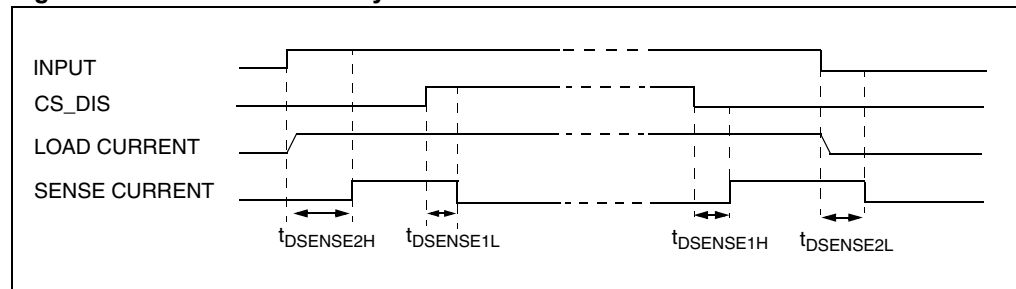 INPUT
CS_DIS
LOAD CURRENT
SENSE CURRENT
tDSENSE2H tDSENSE1L tDSENSE1H tDSENSE2L